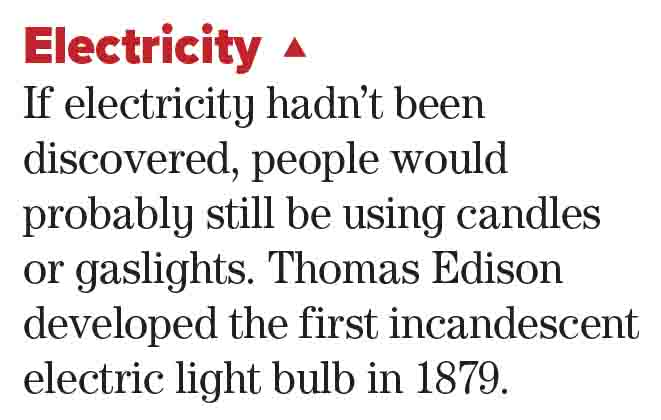 Electricity ▲
If electricity hadn’t been
discovered, people would
probably still be using candles
or gaslights. Thomas Edison
developed the first incandescent
electric light bulb in 1879.